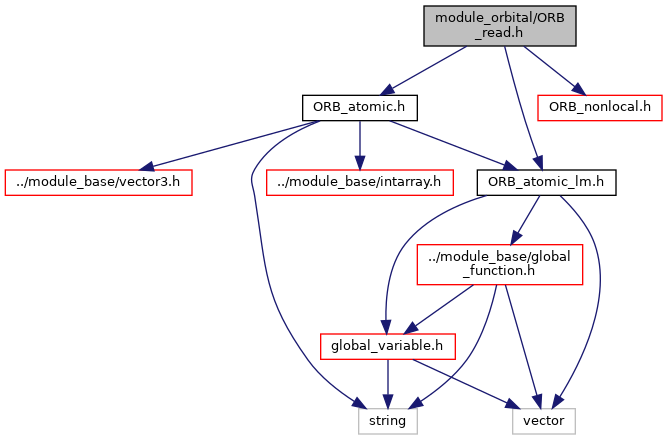 module_orbital/ORB
_read.h
ORB_atomic.h
ORB_nonlocal.h
../module_base/vector3.h
../module_base/intarray.h
ORB_atomic_lm.h
../module_base/global
_function.h
global_variable.h
string
vector